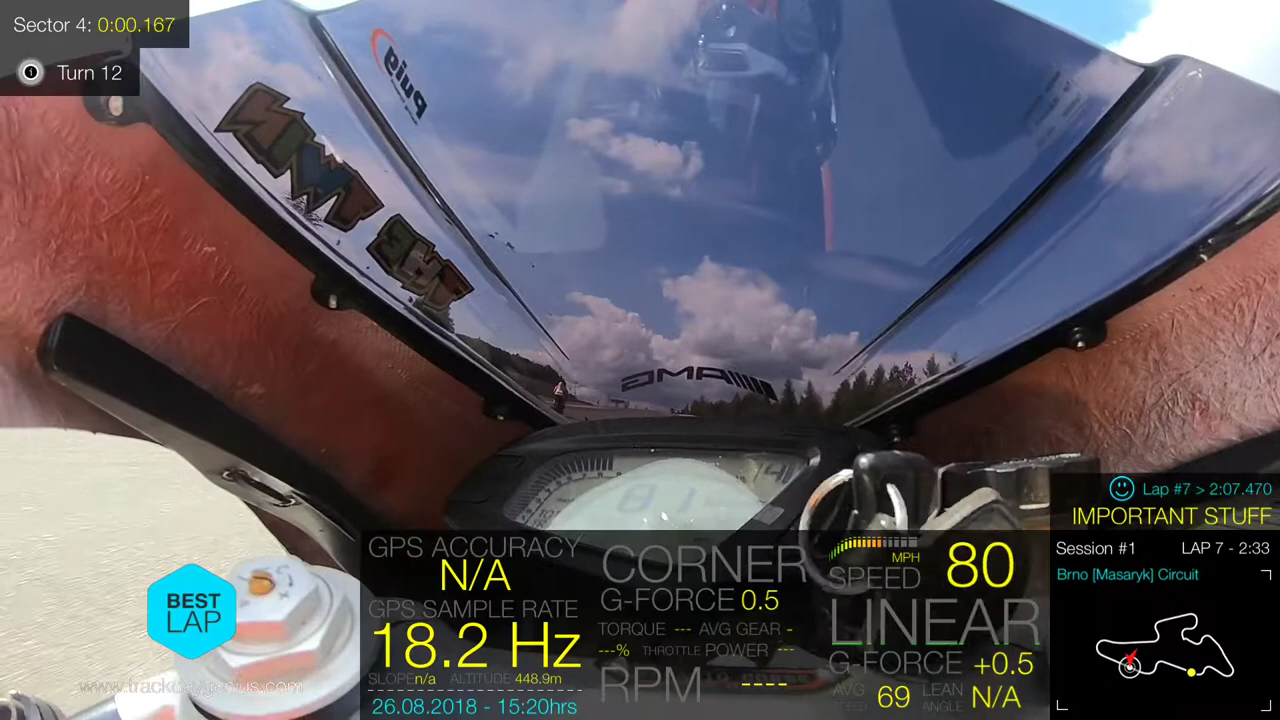 Sector 4: 0:00.167
Turn 12
Puig
THE TWIN
AMG
81
Lap #7 > 2:07.470
IMPORTANT STUFF
Session #1 LAP 7 - 2:33
Brno [Masaryk] Circuit
BEST
LAP
www.trackdaygenius.com
GPS ACCURACY
N/A
GPS SAMPLE RATE
18.2 Hz
SLOPE n/a ALTITUDE 448.9m
26.08.2018 - 15:20hrs
CORNER
G-FORCE 0.5
TORQUE --- AVG GEAR -
---% THROTTLE POWER ---
RPM ----
MPH
SPEED 80
LINEAR
G-FORCE +0.5
AVG SPEED 69 LEAN ANGLE N/A